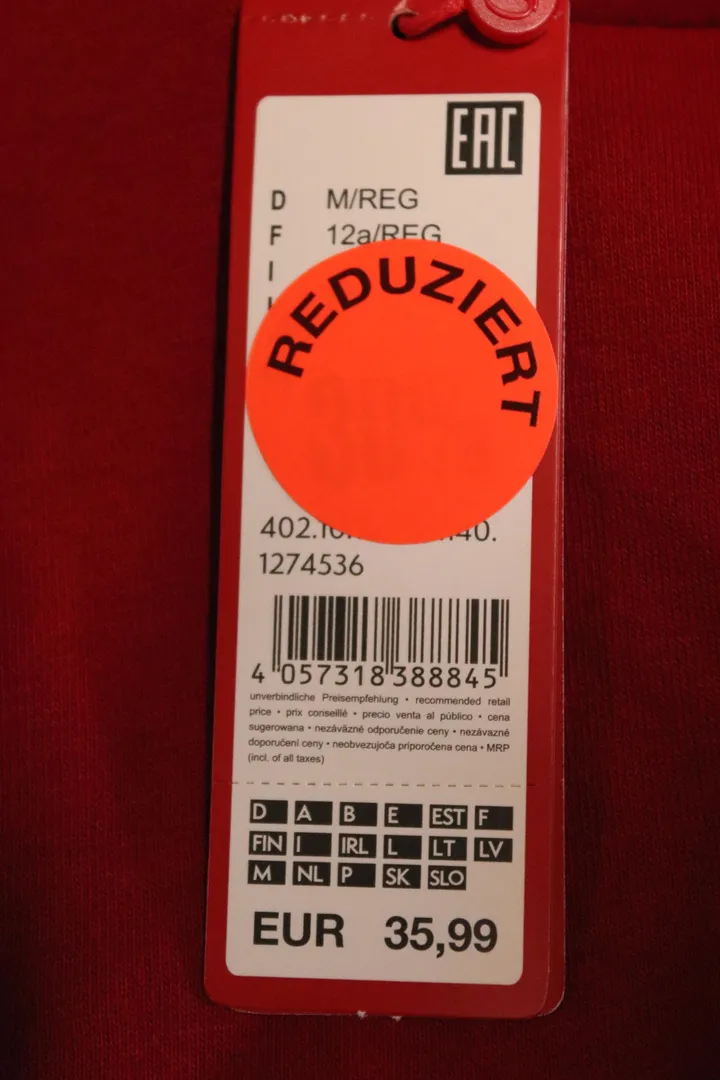 EAC
D M/REG
F 12a/REG
I
REDUZIERT
1274536
4 057318 388845
unverbindliche Preisempfehlung • recommended retail
price • prix conseillé • precio venta al público • cena
sugerowana • nezáväzné odporučenie ceny • nezávazné
doporučení ceny • neobvezujoča priporočena cena • MRP
(incl. of all taxes)
D A B E EST F
FIN I IRL L LT LV
M NL P SK SLO
EUR 35,99